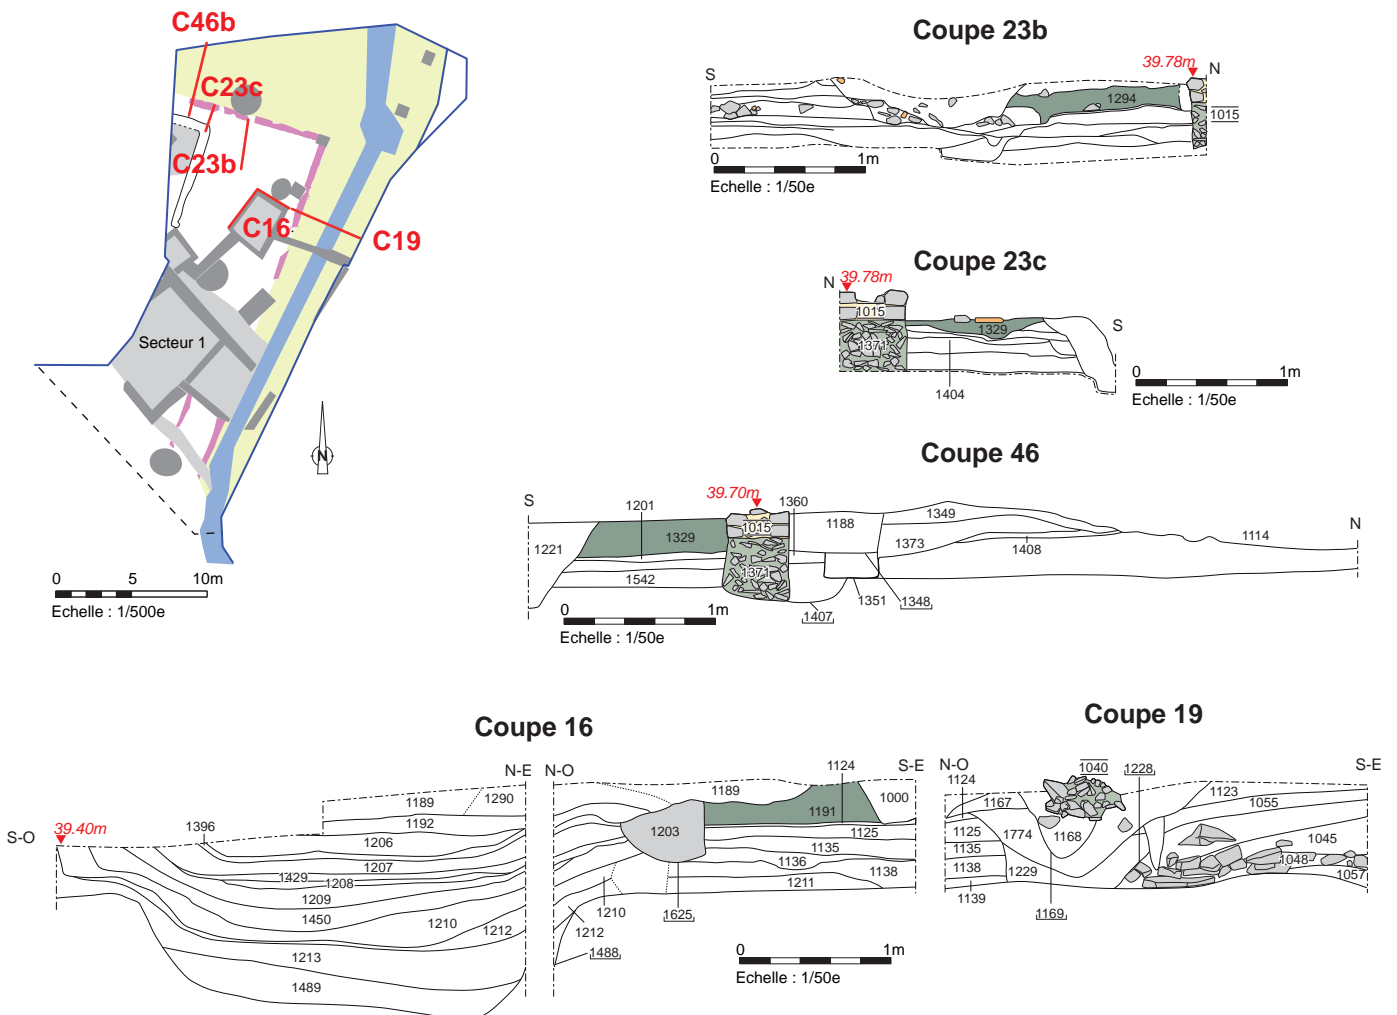 C46b
C23c
C23b
C16
C19
Secteur 1
N
0 5 10m
Echelle : 1/500e
Coupe 23b
S
39.78m
N
1294
1015
0 1m
Echelle : 1/50e
Coupe 23c
N
39.78m
1015
1371
1329
S
1404
0 1m
Echelle : 1/50e
Coupe 46
S
39.70m
1201
1360
1349
N
1221
1329
1015
1188
1373
1408
1114
1542
1371
1407
1351
1348
0 1m
Echelle : 1/50e
Coupe 16
S-O
39.40m
N-E
1396
1189
1290
1192
1206
1207
1429
1208
1209
1450
1210
1212
1213
1489
N-O
S-E
1124
1189
1191
1000
1203
1125
1135
1136
1138
1211
1210
1212
1625
1488
0 1m
Echelle : 1/50e
Coupe 19
N-O
S-E
1124
1167
1040
1228
1123
1055
1125
1135
1138
1139
1774
1168
1229
1169
1045
1048
1057